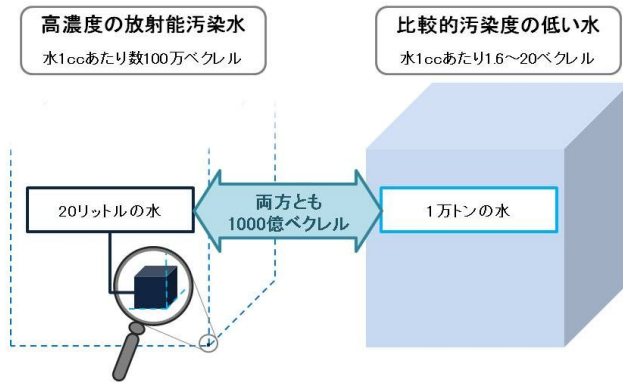 高濃度の放射能汚染水
水1ccあたり数100万ベクレル
比較的汚染度の低い水
水1ccあたり1.6～20ベクレル
20リットルの水
両方とも
1000億ベクレル
1万トンの水